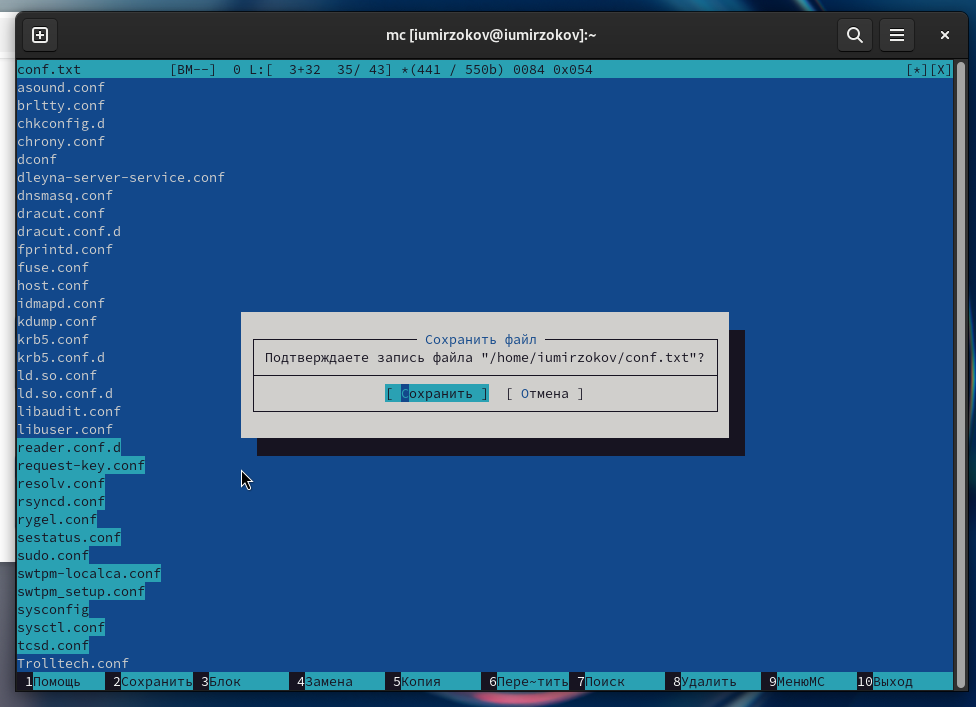 mc [iumirzokov@iumirzokov]:~
conf.txt [BM--] 0 L:[ 3+32 35/ 43] *(441 / 550b) 0084 0x054 [*][X]
asound.conf
brltty.conf
chkconfig.d
chrony.conf
dconf
dleyna-server-service.conf
dnsmasq.conf
dracut.conf
dracut.conf.d
fprintd.conf
fuse.conf
host.conf
idmapd.conf
kdump.conf
krb5.conf
krb5.conf.d
ld.so.conf
ld.so.conf.d
libaudit.conf
libuser.conf
Сохранить файл
Подтверждаете запись файла "/home/iumirzokov/conf.txt"?
[ Сохранить ] [ Отмена ]
reader.conf.d
request-key.conf
resolv.conf
rsyncd.conf
rygel.conf
sestatus.conf
sudo.conf
swtpm-localca.conf
swtpm_setup.conf
sysconfig
sysctl.conf
tcsd.conf
Trolltech.conf
1Помощь 2Сохранить 3Блок 4Замена 5Копия 6Пере~тить 7Поиск 8Удалить 9МенюMC 10Выход